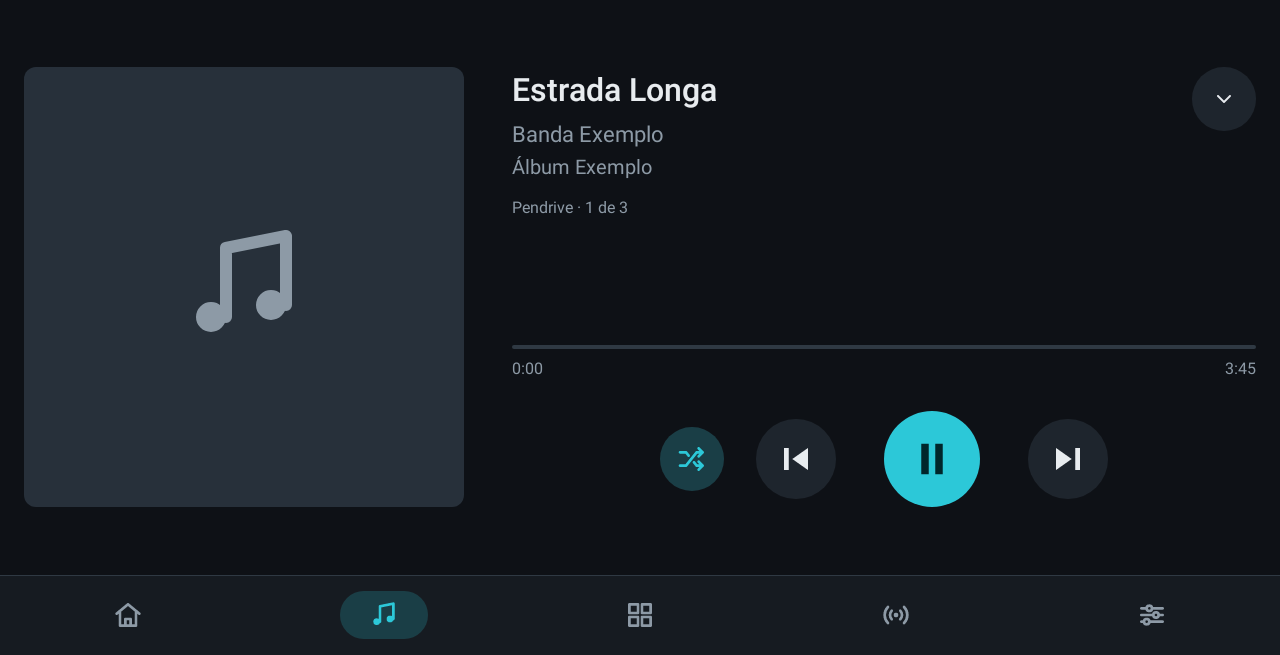 Estrada Longa
Banda Exemplo
Álbum Exemplo
Pendrive · 1 de 3
0:00
3:45